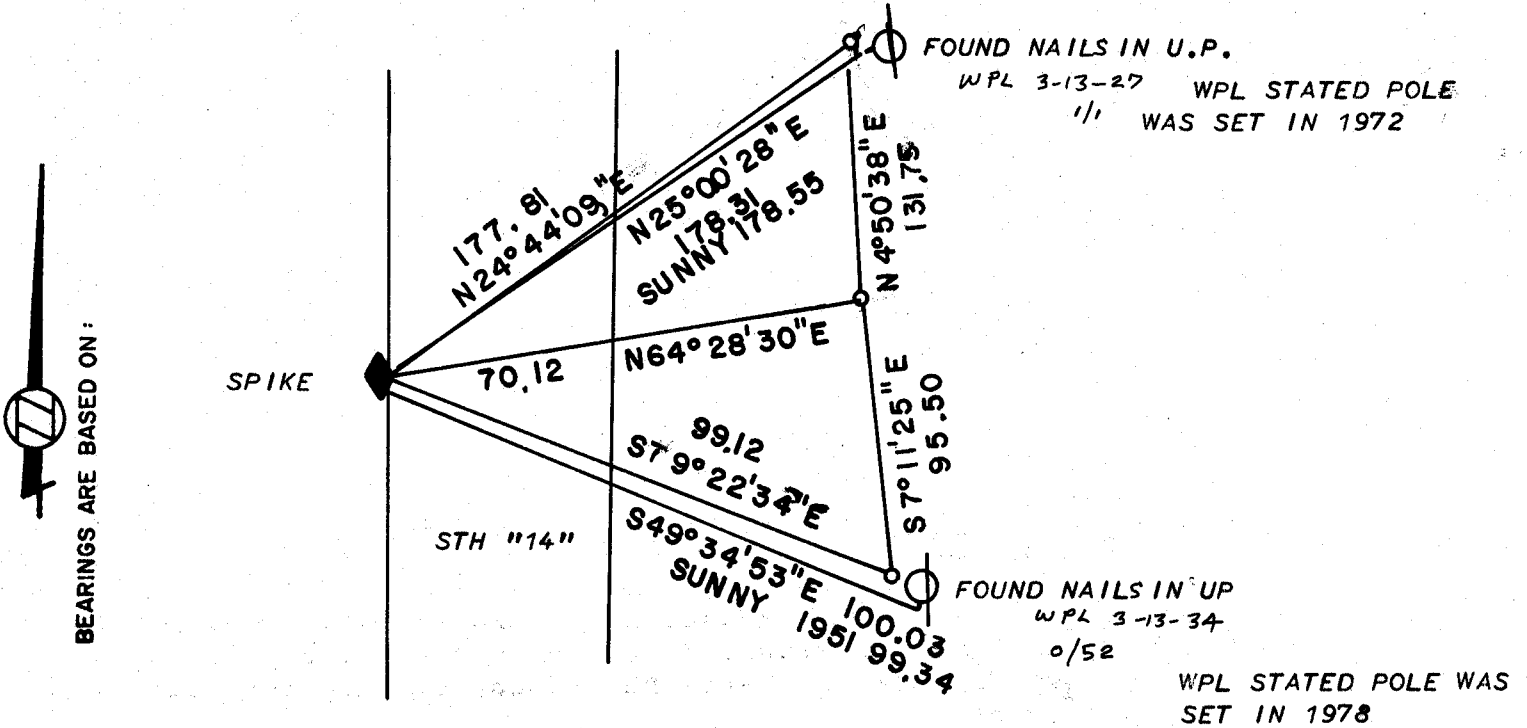 FOUND NAILS IN U.P.
WPL 3-13-27
1/1
WPL STATED POLE
WAS SET IN 1972
177.81
N24°44'09"E
N25°00'28"E
178.31
SUNNY 178.55
N4°50'38"E
131.75
BEARINGS ARE BASED ON:
SPIKE
70.12
N64°28'30"E
S7°11'25"E
95.50
99.12
S79°22'34"E
STH "14"
S49°34'53"E 100.03
SUNNY 1951 99.34
FOUND NAILS IN UP
WPL 3-13-34
0/52
WPL STATED POLE WAS
SET IN 1978